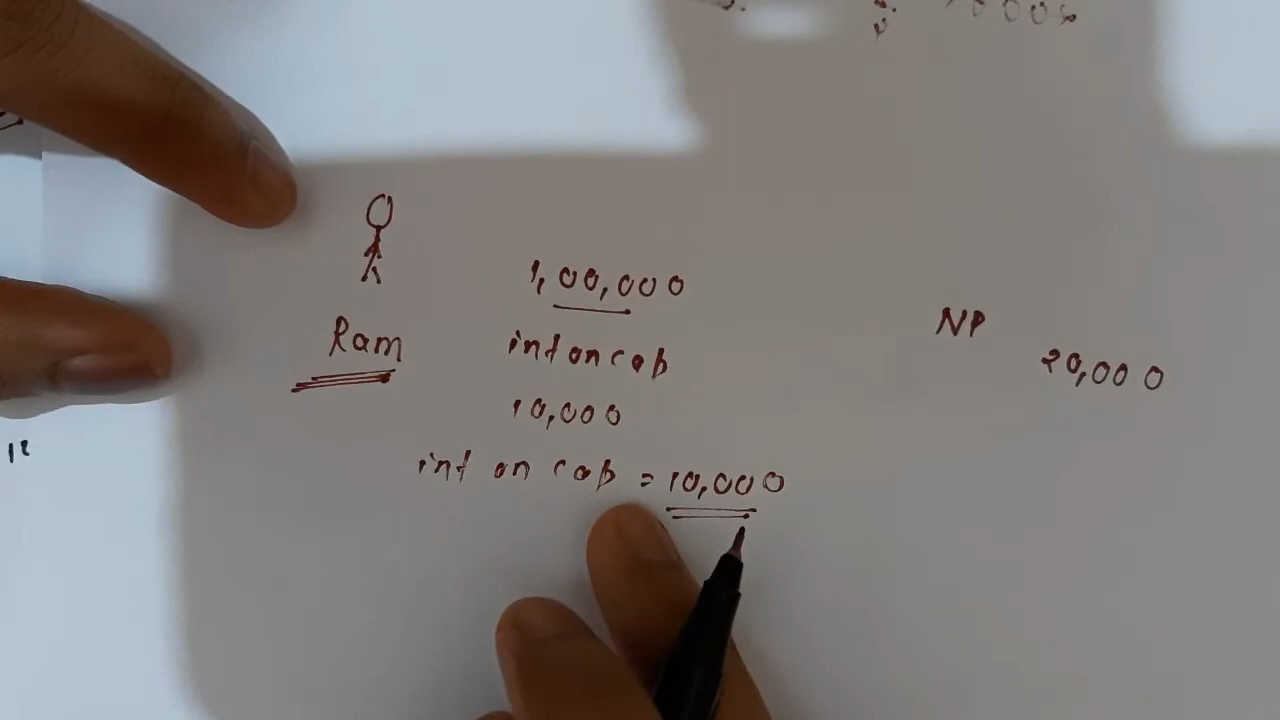 1,00,000
Ram
int on cap
10,000
int on cap = 10,000
NP
20,000